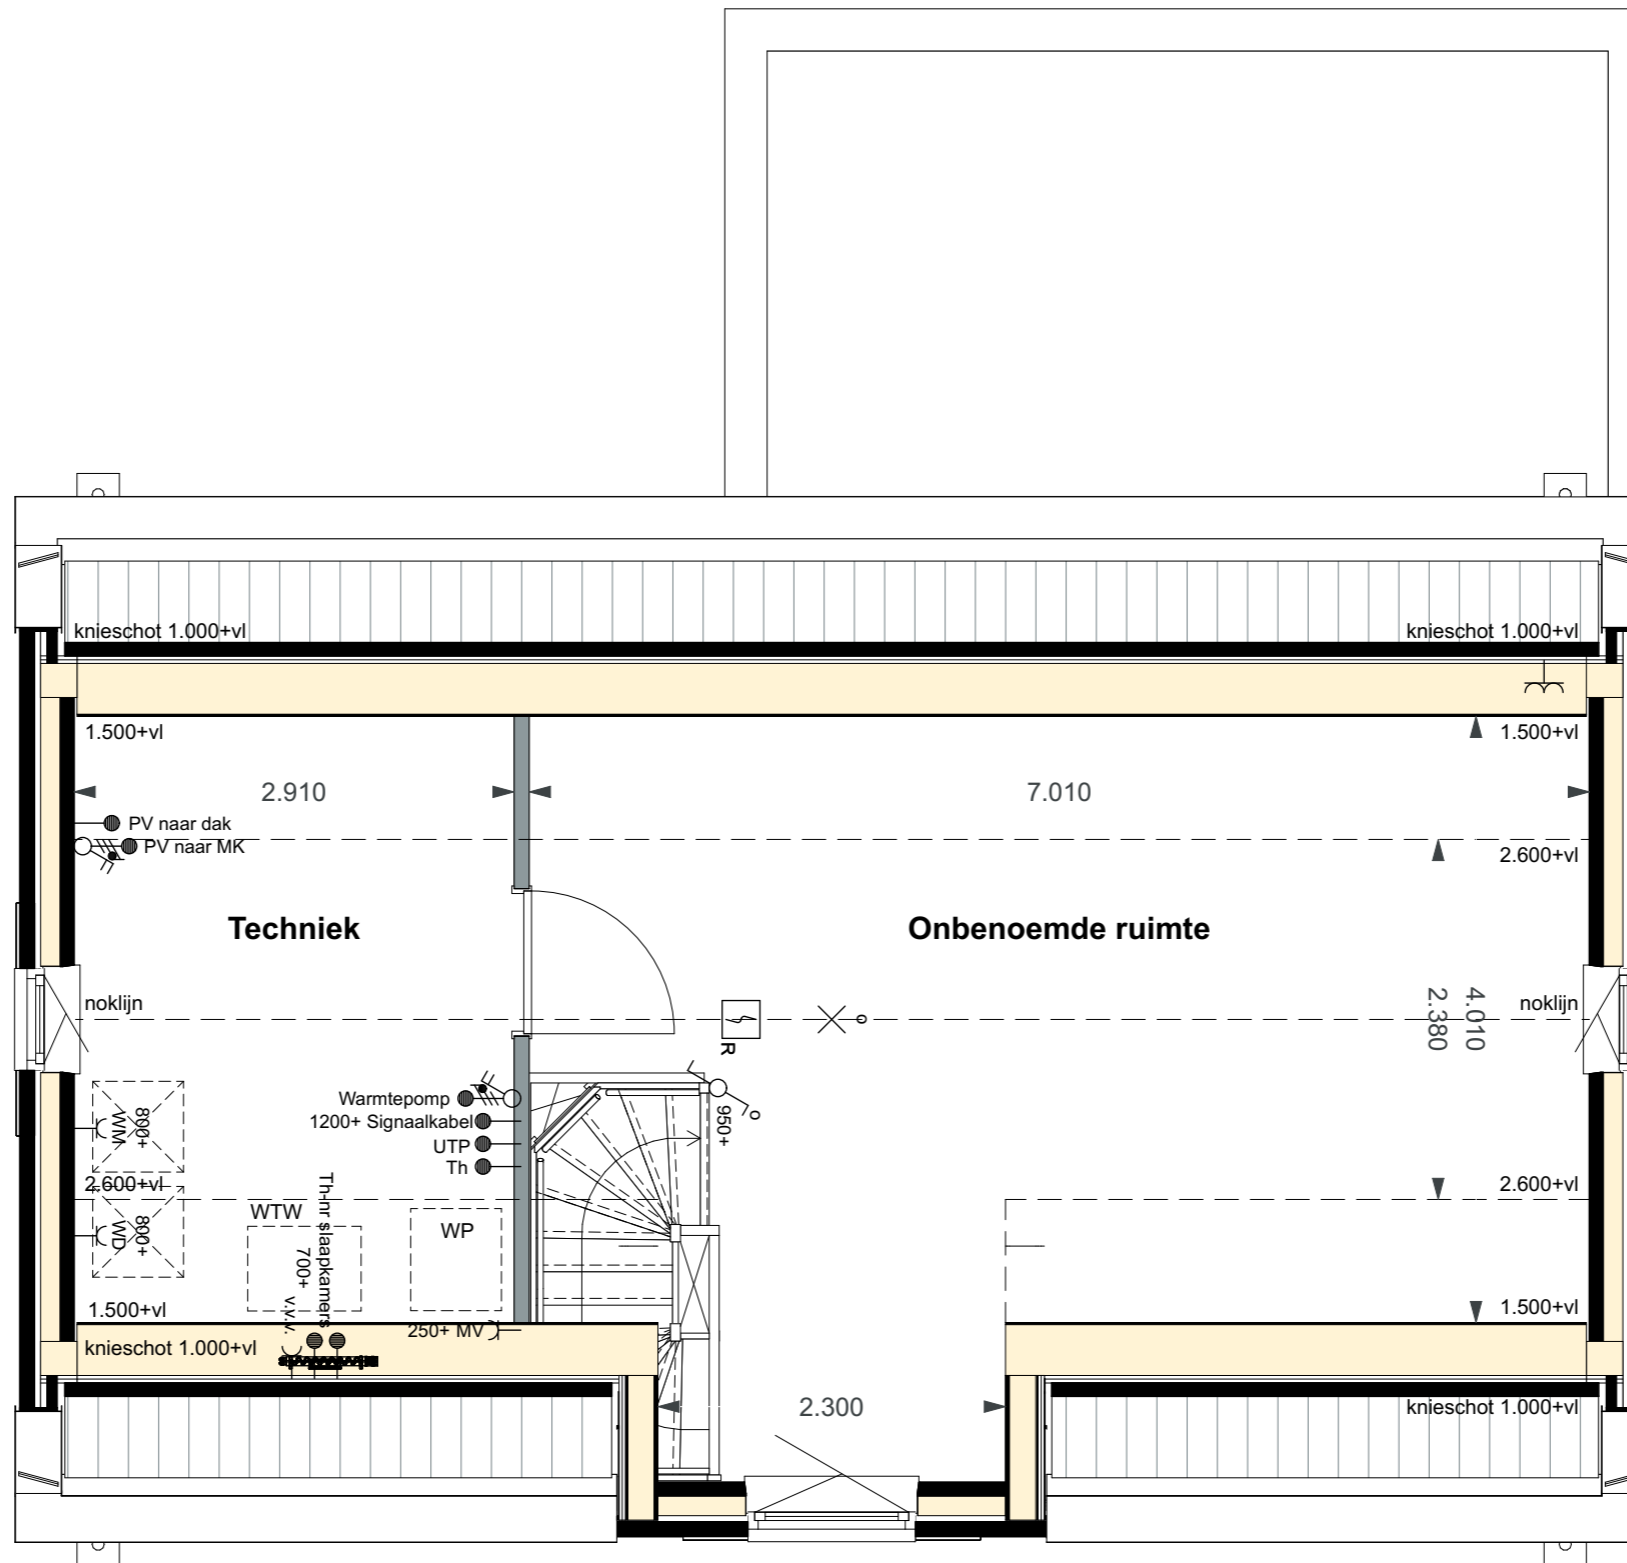 knieschot 1.000+vl
knieschot 1.000+vl
1.500+vl
1.500+vl
2.910
7.010
PV naar dak
PV naar MK
2.600+vl
Techniek
Onbenoemde ruimte
noklijn
4.010
2.380
noklijn
R
Warmtepomp
1200+ Signaalkabel
UTP
Th
950+
WM
800+
2.600+vl
2.600+vl
WD
800+
WTW
Th-nr slaapkamers
700+ v.v.v.
WP
1.500+vl
1.500+vl
250+ MV
knieschot 1.000+vl
2.300
knieschot 1.000+vl